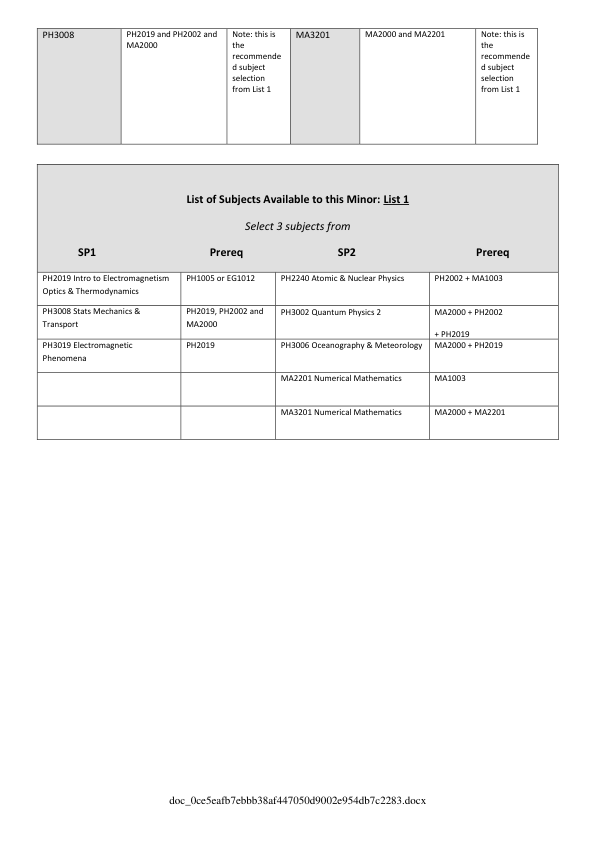 PH3008
PH2019 and PH2002 and
MA2000
Note: this is
the
recommende
d subject
selection
from List 1
MA3201
MA2000 and MA2201
Note: this is
the
recommende
d subject
selection
from List 1
List of Subjects Available to this Minor: List 1
Select 3 subjects from
SP1 Prereq SP2 Prereq
PH2019 Intro to Electromagnetism
Optics & Thermodynamics
PH1005 or EG1012
PH2240 Atomic & Nuclear Physics
PH2002 + MA1003
PH3008 Stats Mechanics &
Transport
PH2019, PH2002 and
MA2000
PH3002 Quantum Physics 2
MA2000 + PH2002
+ PH2019
PH3019 Electromagnetic
Phenomena
PH2019
PH3006 Oceanography & Meteorology
MA2000 + PH2019
MA2201 Numerical Mathematics
MA1003
MA3201 Numerical Mathematics
MA2000 + MA2201
doc_0ce5eafb7ebbb38af447050d9002e954db7c2283.docx